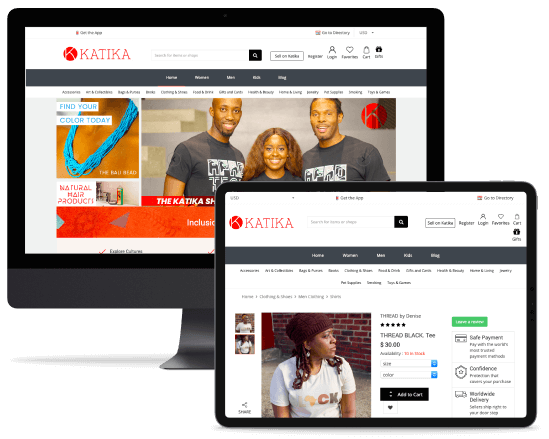 Get the App
Go to Directory
USD
KATIKA
Search for items or shops
Sell on Katika
Register
Login
Favorites
Cart
Gifts
Home Women Men Kids Blog
Accessories Art & Collectibles Bags & Purses Books Clothing & Shoes Food & Drink Gifts and Cards Health & Beauty Home & Living Jewelry Pet Supplies Smoking Toys & Games
FIND YOUR
COLOR TODAY
THE BAU BEAD
NATURAL
HAIR
PRODUCT
THE KATIKA SH
Inclusio
Explore Cultures
USD
Get the App
Go to Directory
KATIKA
Search for items or shops
Sell on Katika
Register
Login
Favorites
Cart
Gifts
Home Women Men Kids Blog
Accessories Art & Collectibles Bags & Purses Books Clothing & Shoes Food & Drink Gifts and Cards Health & Beauty Home & Living Jewelry
Pet Supplies Smoking Toys & Games
Home > Clothing & Shoes > Men Clothing > Shirts
SHARE
THREAD by Denise
THREAD BLACK. Tee
$ 30.00
Availability : 10 In Stock
size
color
Add to Cart
Leave a review
Safe Payment
Pay with the world's
most trusted
payment methods
Confidence
Protection that
covers your purchase
Worldwide
Delivery
Sellers ship right to
your door step